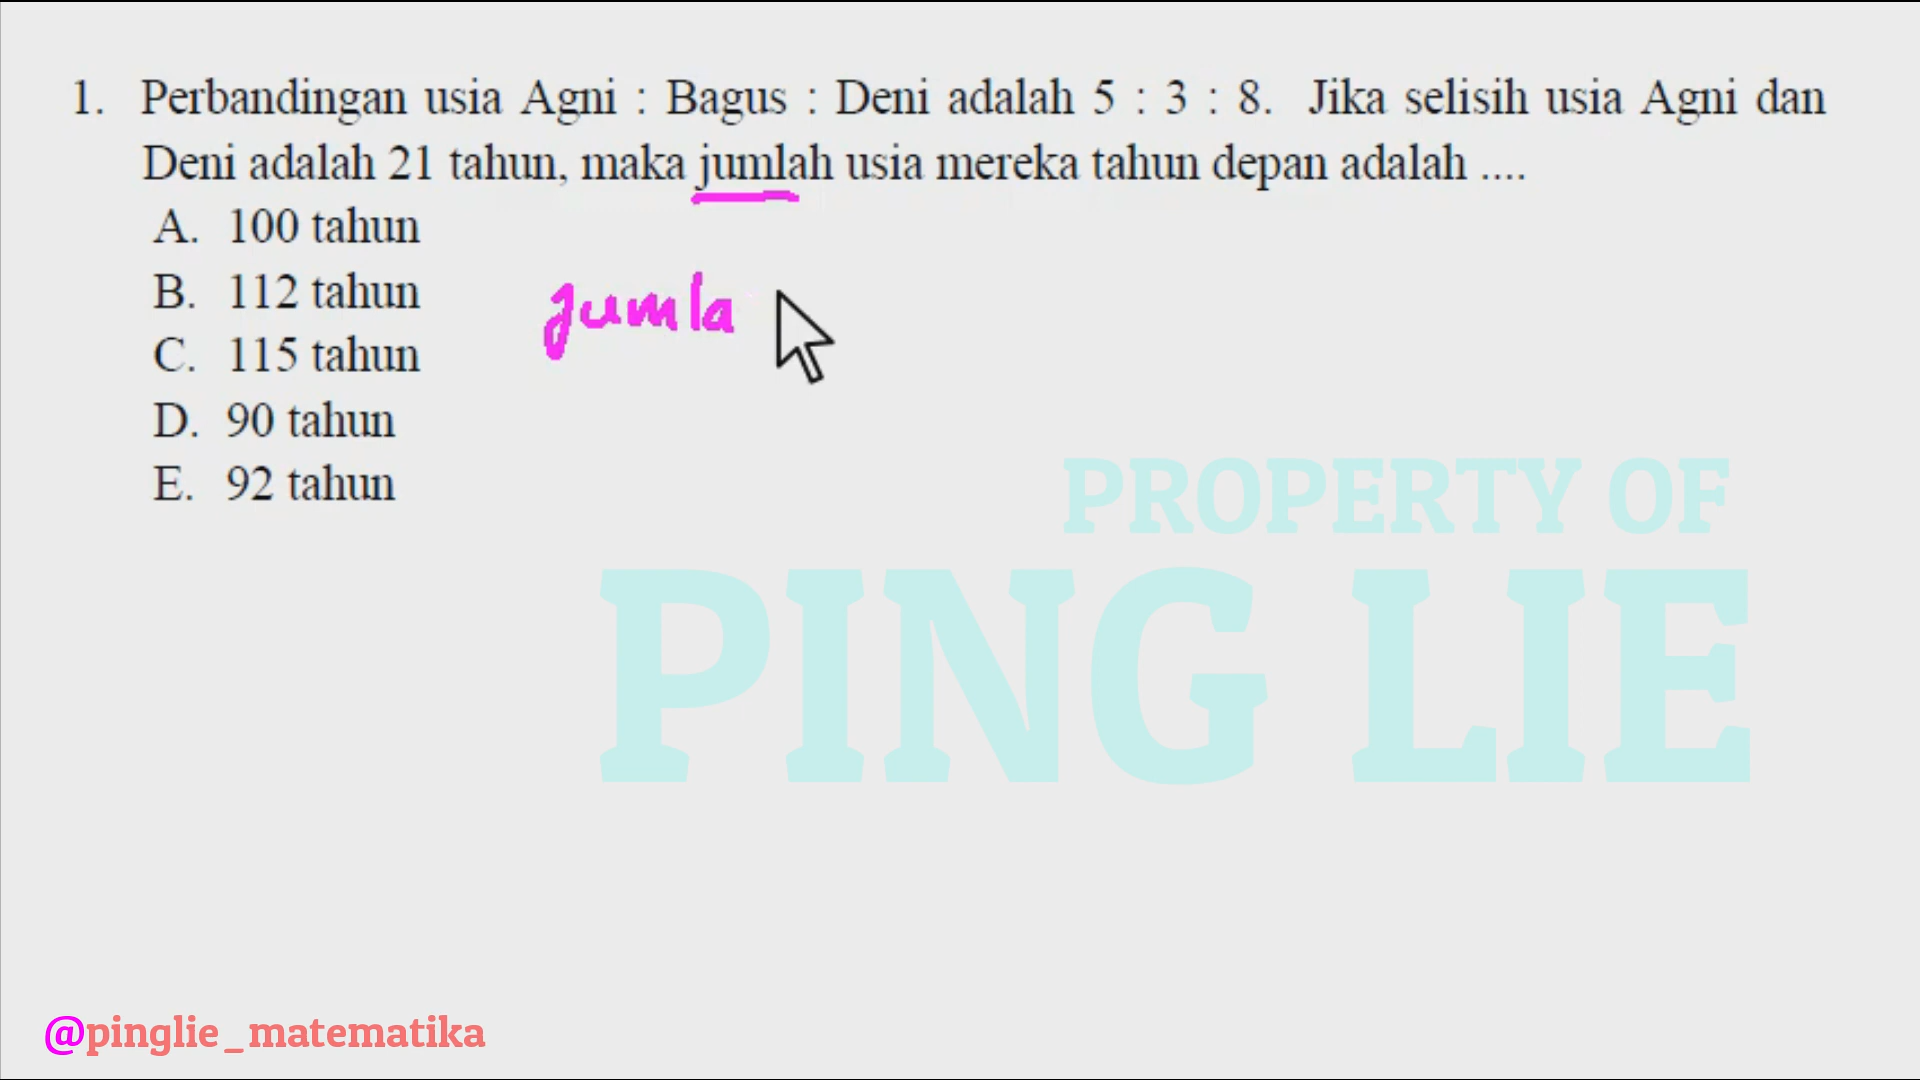 1. Perbandingan usia Agni : Bagus : Deni adalah 5 : 3 : 8. Jika selisih usia Agni dan
Deni adalah 21 tahun, maka jumlah usia mereka tahun depan adalah ....
A. 100 tahun
B. 112 tahun
C. 115 tahun
D. 90 tahun
E. 92 tahun
Jumla
PROPERTY OF
PING LIE
@pinglie_matematika